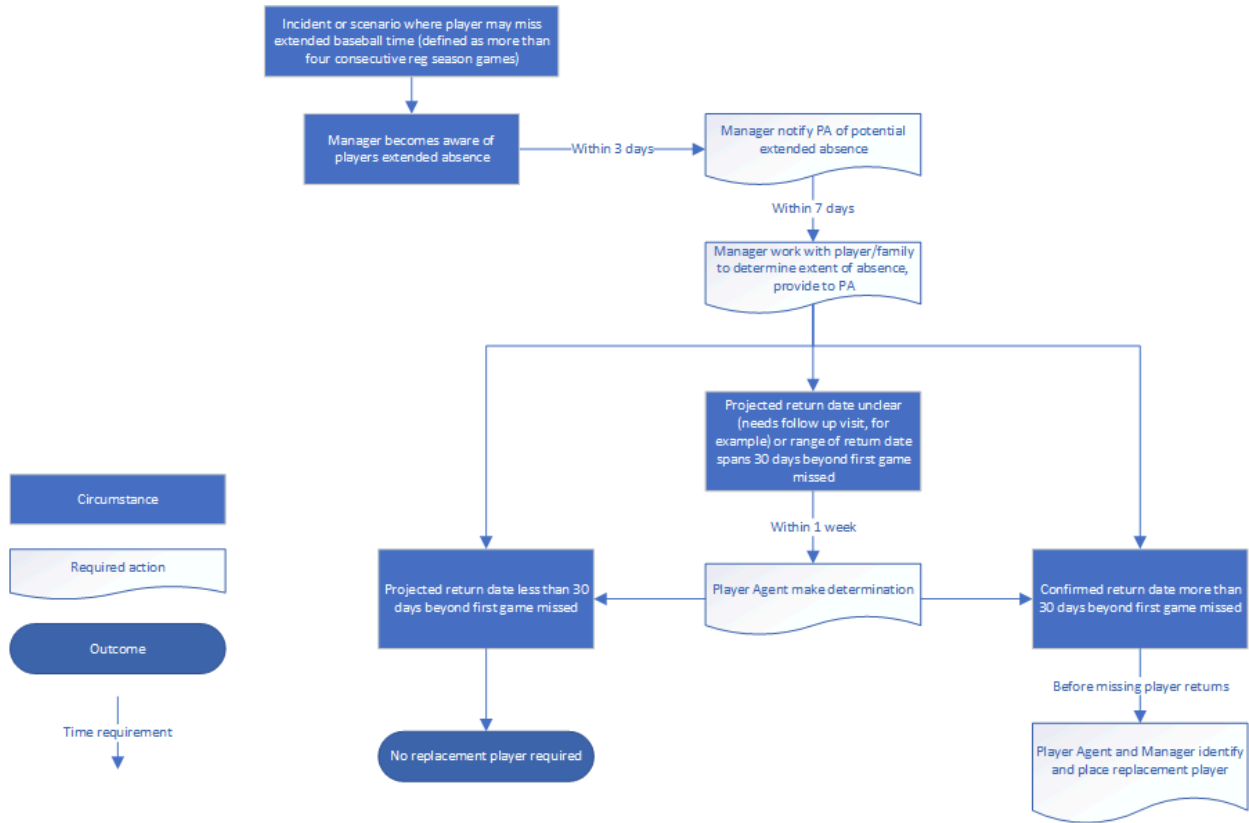 Incident or scenario where player may miss
extended baseball time (defined as more than
four consecutive reg season games)
Manager becomes aware of
players extended absence
Within 3 days
Manager notify PA of potential
extended absence
Within 7 days
Manager work with player/family
to determine extent of absence,
provide to PA
Projected return date unclear
(needs follow up visit, for
example) or range of return date
spans 30 days beyond first game
missed
Within 1 week
Circumstance
Required action
Outcome
Time requirement
Projected return date less than 30
days beyond first game missed
Player Agent make determination
Confirmed return date more than
30 days beyond first game missed
Before missing player returns
No replacement player required
Player Agent and Manager identify
and place replacement player